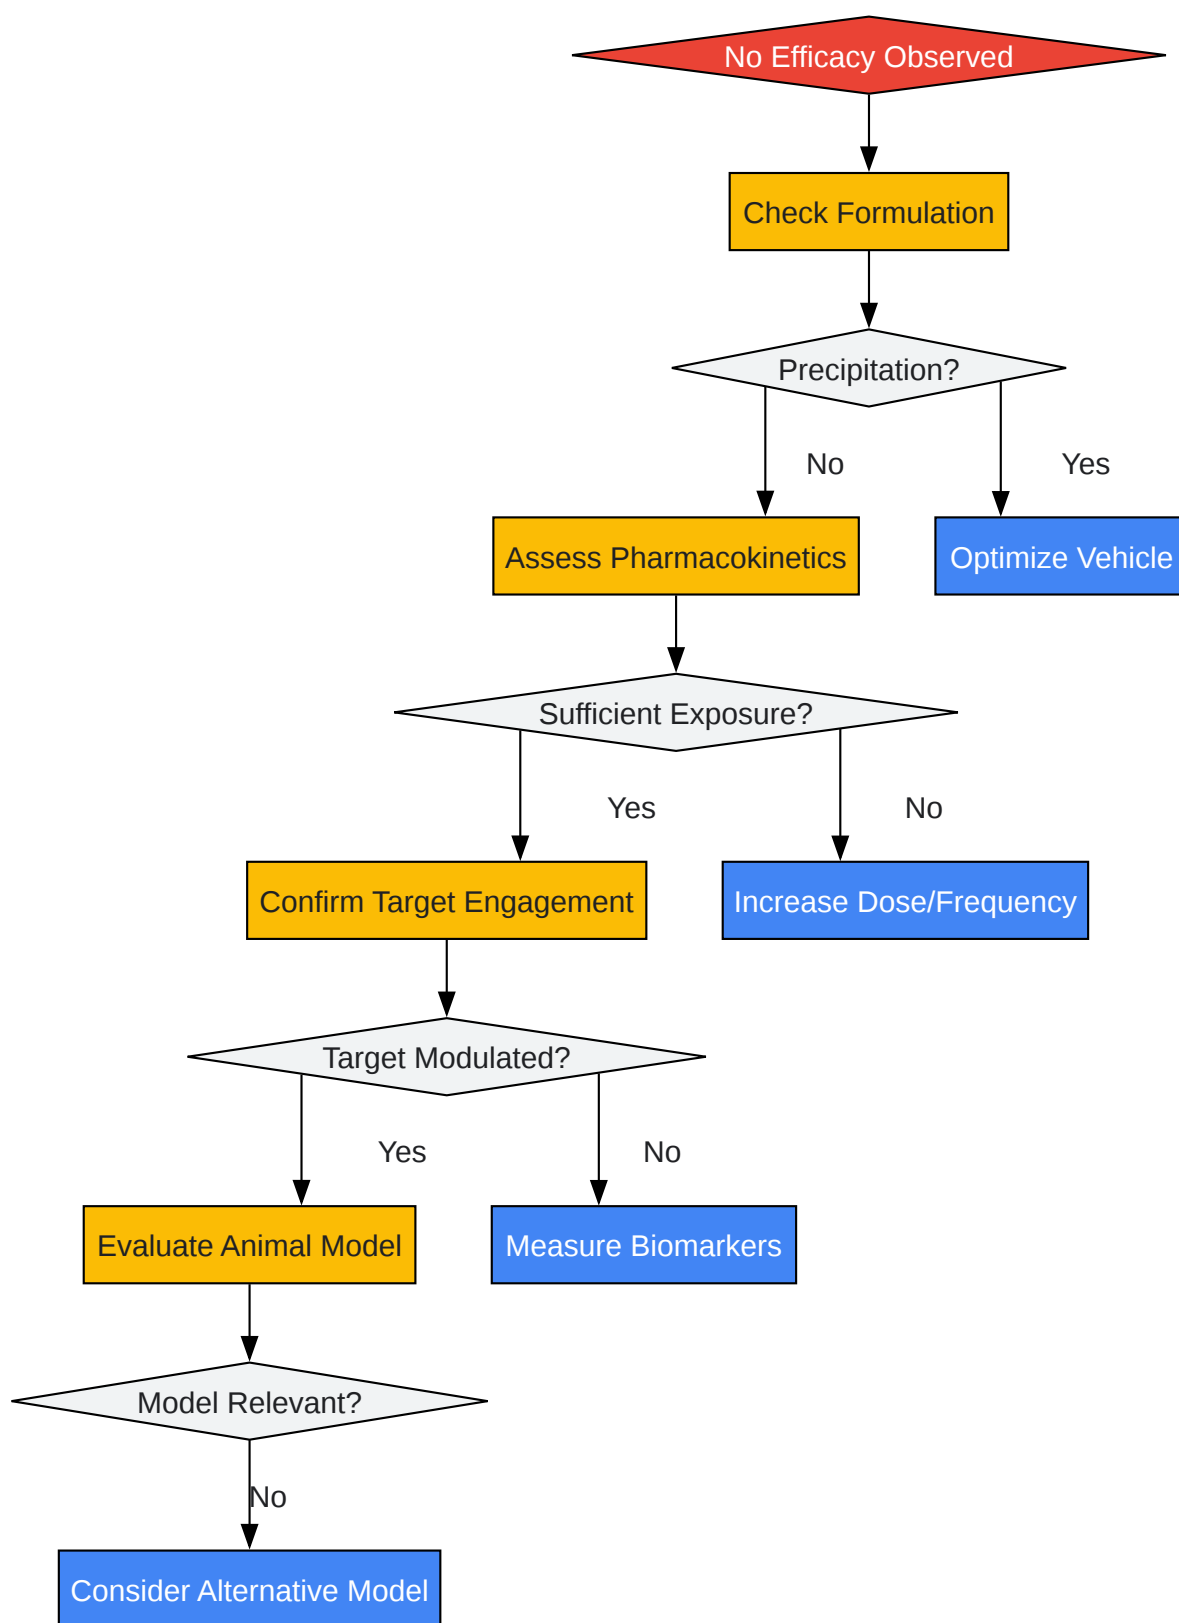 No Efficacy Observed
Check Formulation
Precipitation?
No
Yes
Assess Pharmacokinetics
Optimize Vehicle
Sufficient Exposure?
Yes
No
Confirm Target Engagement
Increase Dose/Frequency
Target Modulated?
Yes
No
Evaluate Animal Model
Measure Biomarkers
Model Relevant?
No
Consider Alternative Model